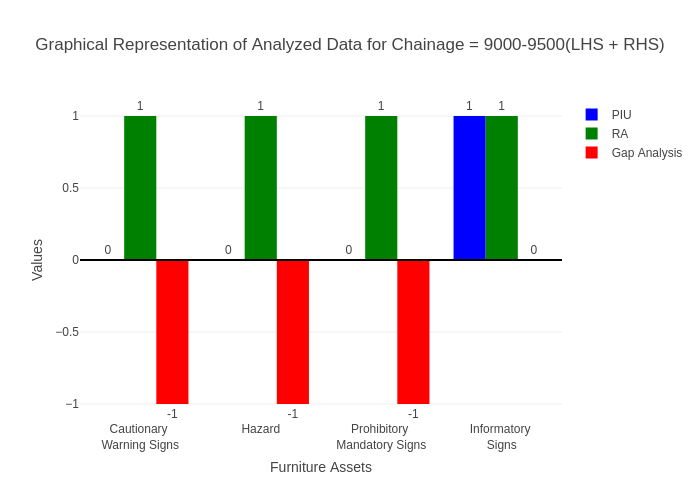 Graphical Representation of Analyzed Data for Chainage = 9000-9500(LHS + RHS)
PIU
RA
Gap Analysis
Values
1
0.5
0
−0.5
−1
0
1
-1
0
1
-1
0
1
-1
1
1
0
Cautionary
Warning Signs
Hazard
Prohibitory
Mandatory Signs
Informatory
Signs
Furniture Assets